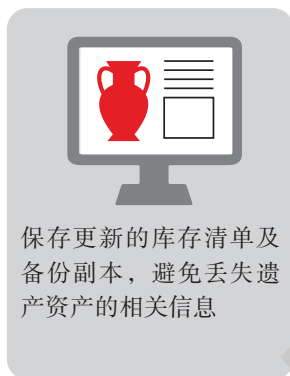 保存更新的库存清单及
备份副本，避免丢失遗
产资产的相关信息